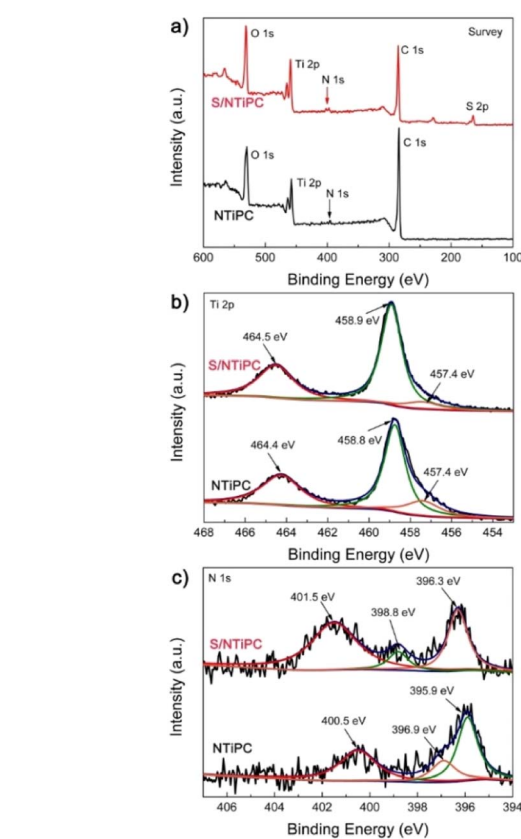 a)
Survey
O 1s
Ti 2p
N 1s
C 1s
S 2p
S/NTiPC
O 1s
Ti 2p
N 1s
C 1s
NTiPC
Intensity (a.u.)
600 500 400 300 200 100
Binding Energy (eV)
b)
Ti 2p
464.5 eV
458.9 eV
457.4 eV
S/NTiPC
464.4 eV
458.8 eV
457.4 eV
NTiPC
Intensity (a.u.)
468 466 464 462 460 458 456 454
Binding Energy (eV)
c)
N 1s
401.5 eV
398.8 eV
396.3 eV
S/NTiPC
400.5 eV
396.9 eV
395.9 eV
NTiPC
Intensity (a.u.)
406 404 402 400 398 396 394
Binding Energy (eV)